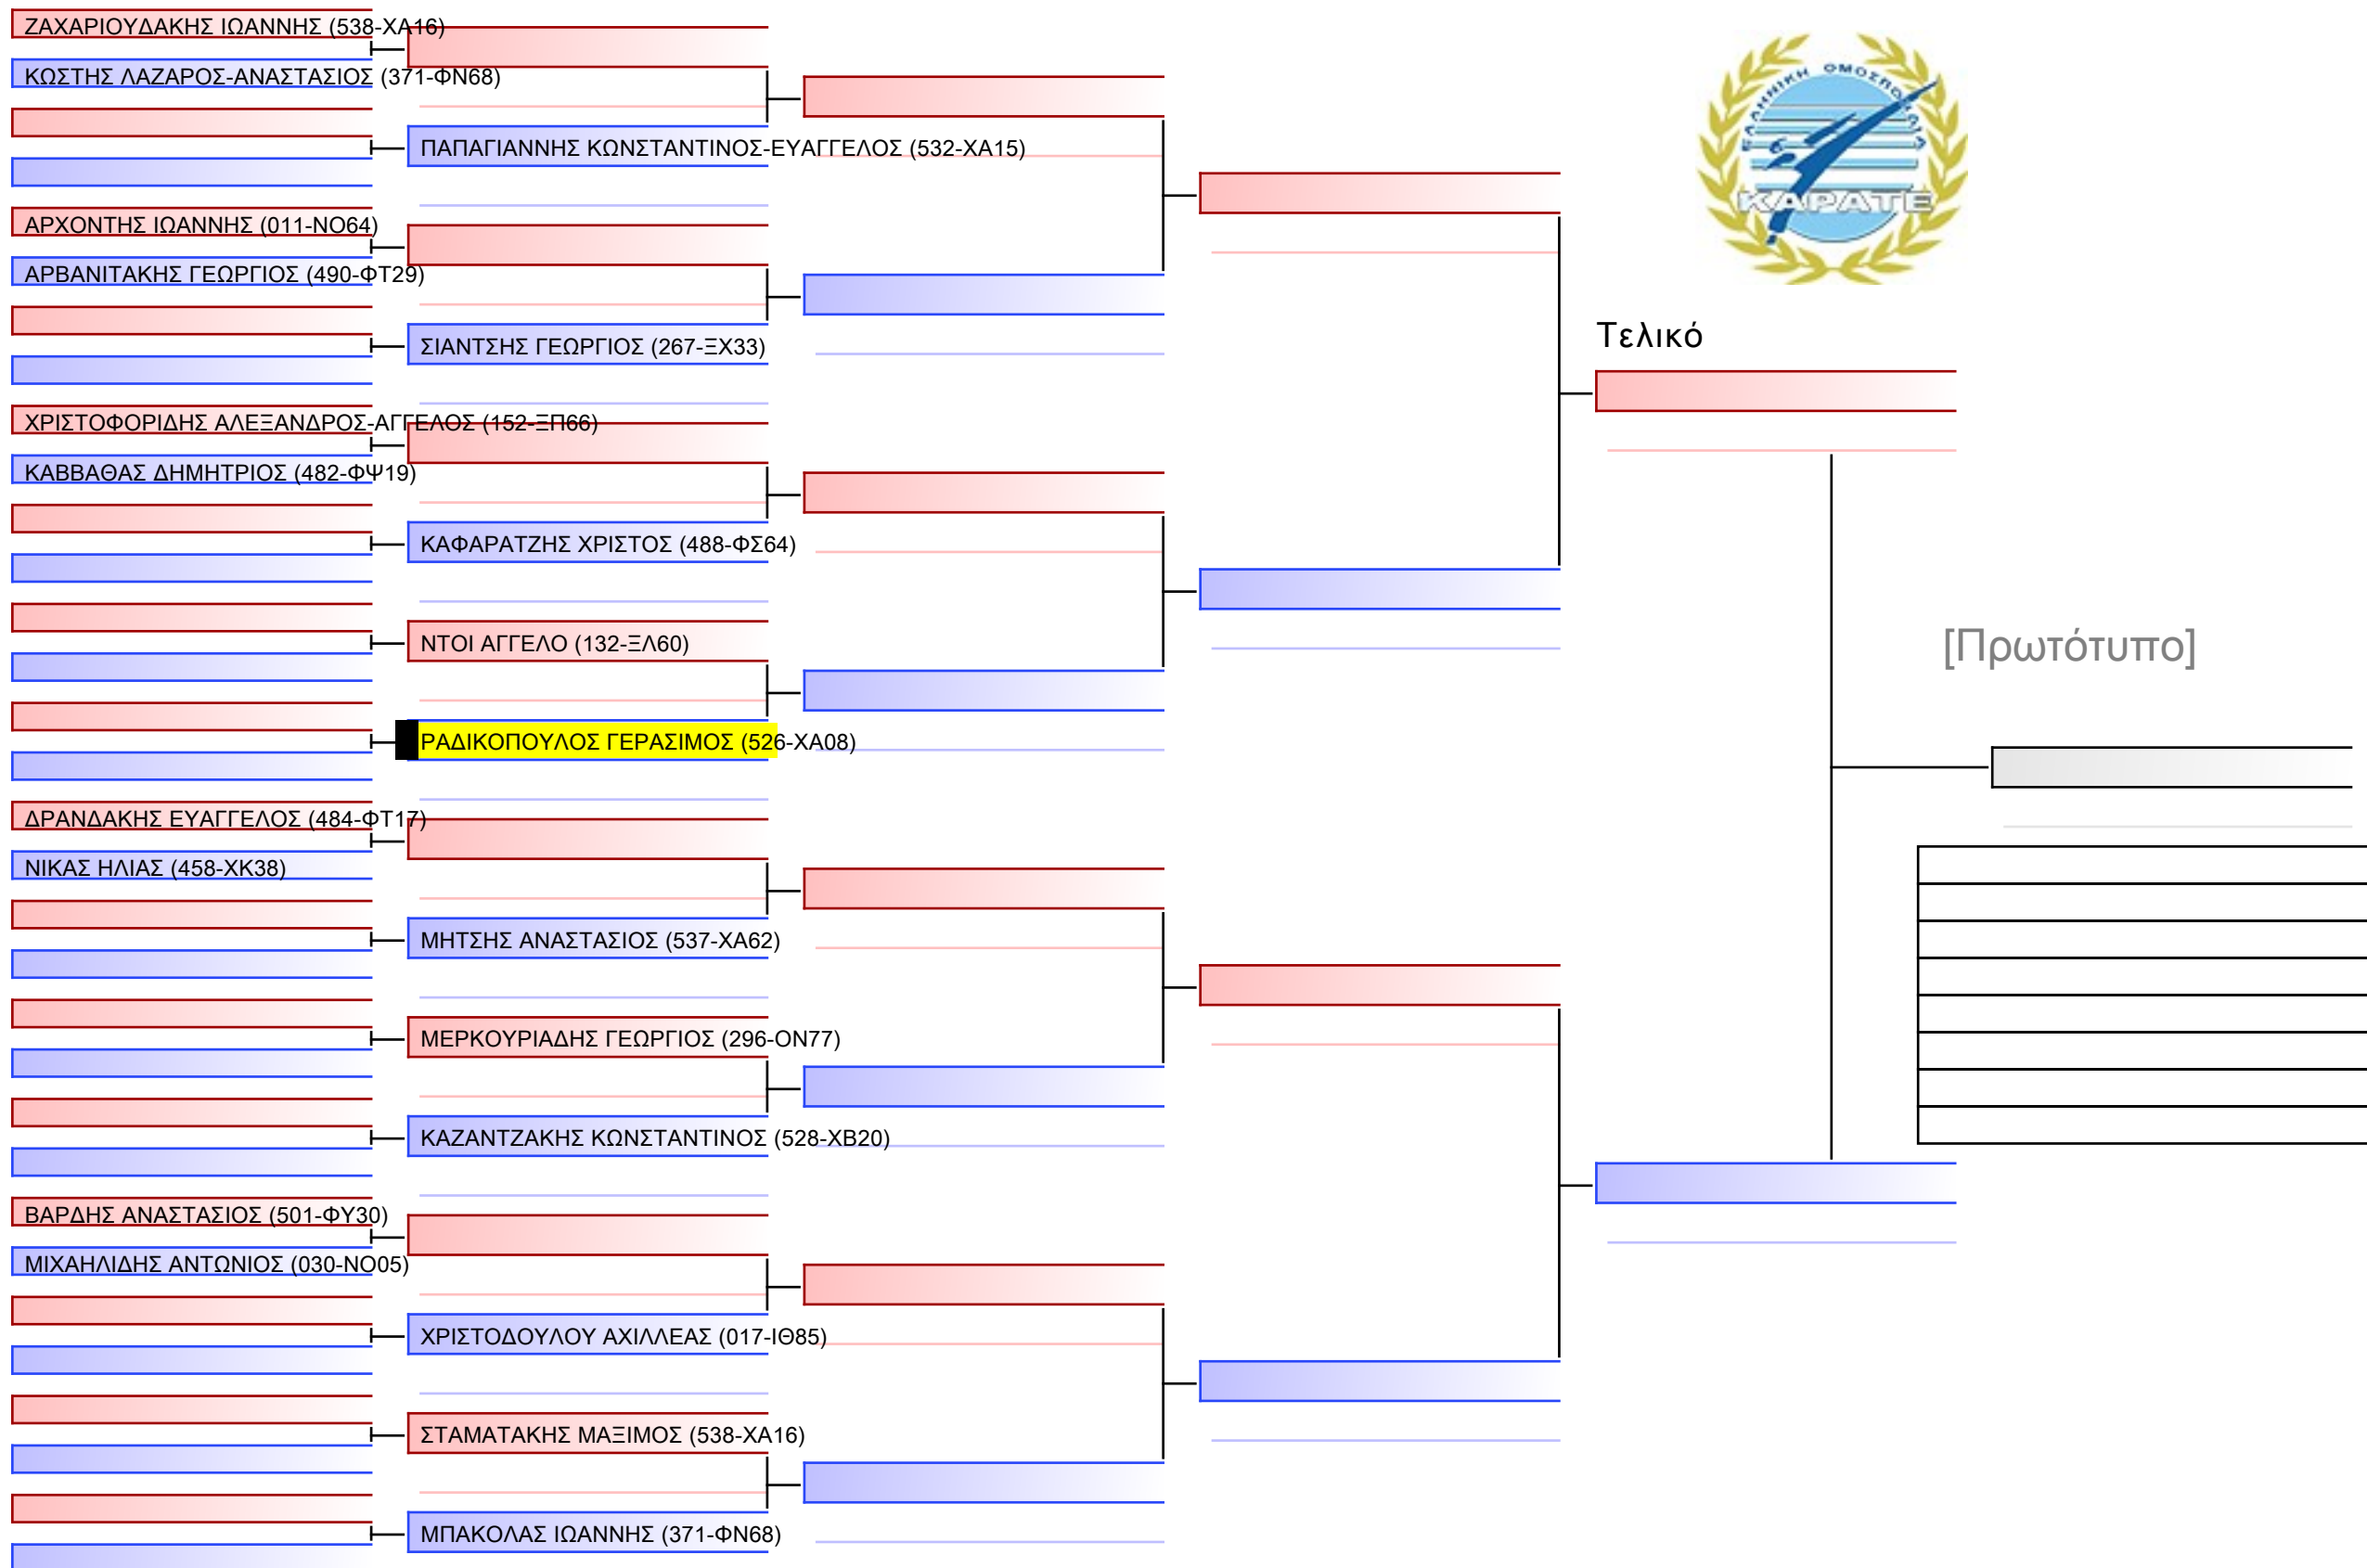 ΖΑΧΑΡΙΟΥΔΑΚΗΣ ΙΩΑΝΝΗΣ (538-ΧΑ16)
ΚΩΣΤΗΣ ΛΑΖΑΡΟΣ-ΑΝΑΣΤΑΣΙΟΣ (371-ΦΝ68)
ΠΑΠΑΓΙΑΝΝΗΣ ΚΩΝΣΤΑΝΤΙΝΟΣ-ΕΥΑΓΓΕΛΟΣ (532-ΧΑ15)
ΑΡΧΟΝΤΗΣ ΙΩΑΝΝΗΣ (011-ΝΟ64)
ΑΡΒΑΝΙΤΑΚΗΣ ΓΕΩΡΓΙΟΣ (490-ΦΤ29)
ΣΙΑΝΤΣΗΣ ΓΕΩΡΓΙΟΣ (267-ΞΧ33)
ΧΡΙΣΤΟΦΟΡΙΔΗΣ ΑΛΕΞΑΝΔΡΟΣ-ΑΓΓΕΛΟΣ (152-ΞΠ66)
ΚΑΒΒΑΘΑΣ ΔΗΜΗΤΡΙΟΣ (482-ΦΨ19)
ΚΑΦΑΡΑΤΖΗΣ ΧΡΙΣΤΟΣ (488-ΦΣ64)
ΝΤΟΙ ΑΓΓΕΛΟ (132-ΞΛ60)
ΡΑΔΙΚΟΠΟΥΛΟΣ ΓΕΡΑΣΙΜΟΣ (526-ΧΑ08)
ΔΡΑΝΔΑΚΗΣ ΕΥΑΓΓΕΛΟΣ (484-ΦΤ17)
ΝΙΚΑΣ ΗΛΙΑΣ (458-ΧΚ38)
ΜΗΤΣΗΣ ΑΝΑΣΤΑΣΙΟΣ (537-ΧΑ62)
ΜΕΡΚΟΥΡΙΑΔΗΣ ΓΕΩΡΓΙΟΣ (296-ΟΝ77)
ΚΑΖΑΝΤΖΑΚΗΣ ΚΩΝΣΤΑΝΤΙΝΟΣ (528-ΧΒ20)
ΒΑΡΔΗΣ ΑΝΑΣΤΑΣΙΟΣ (501-ΦΥ30)
ΜΙΧΑΗΛΙΔΗΣ ΑΝΤΩΝΙΟΣ (030-ΝΟ05)
ΧΡΙΣΤΟΔΟΥΛΟΥ ΑΧΙΛΛΕΑΣ (017-ΙΘ85)
ΣΤΑΜΑΤΑΚΗΣ ΜΑΞΙΜΟΣ (538-ΧΑ16)
ΜΠΑΚΟΛΑΣ ΙΩΑΝΝΗΣ (371-ΦΝ68)
ΕΛΛΗΝΙΚΗ ΟΜΟΣΠΟΝΔΙΑ
ΚΑΡΑΤΕ
Τελικό
[Πρωτότυπο]